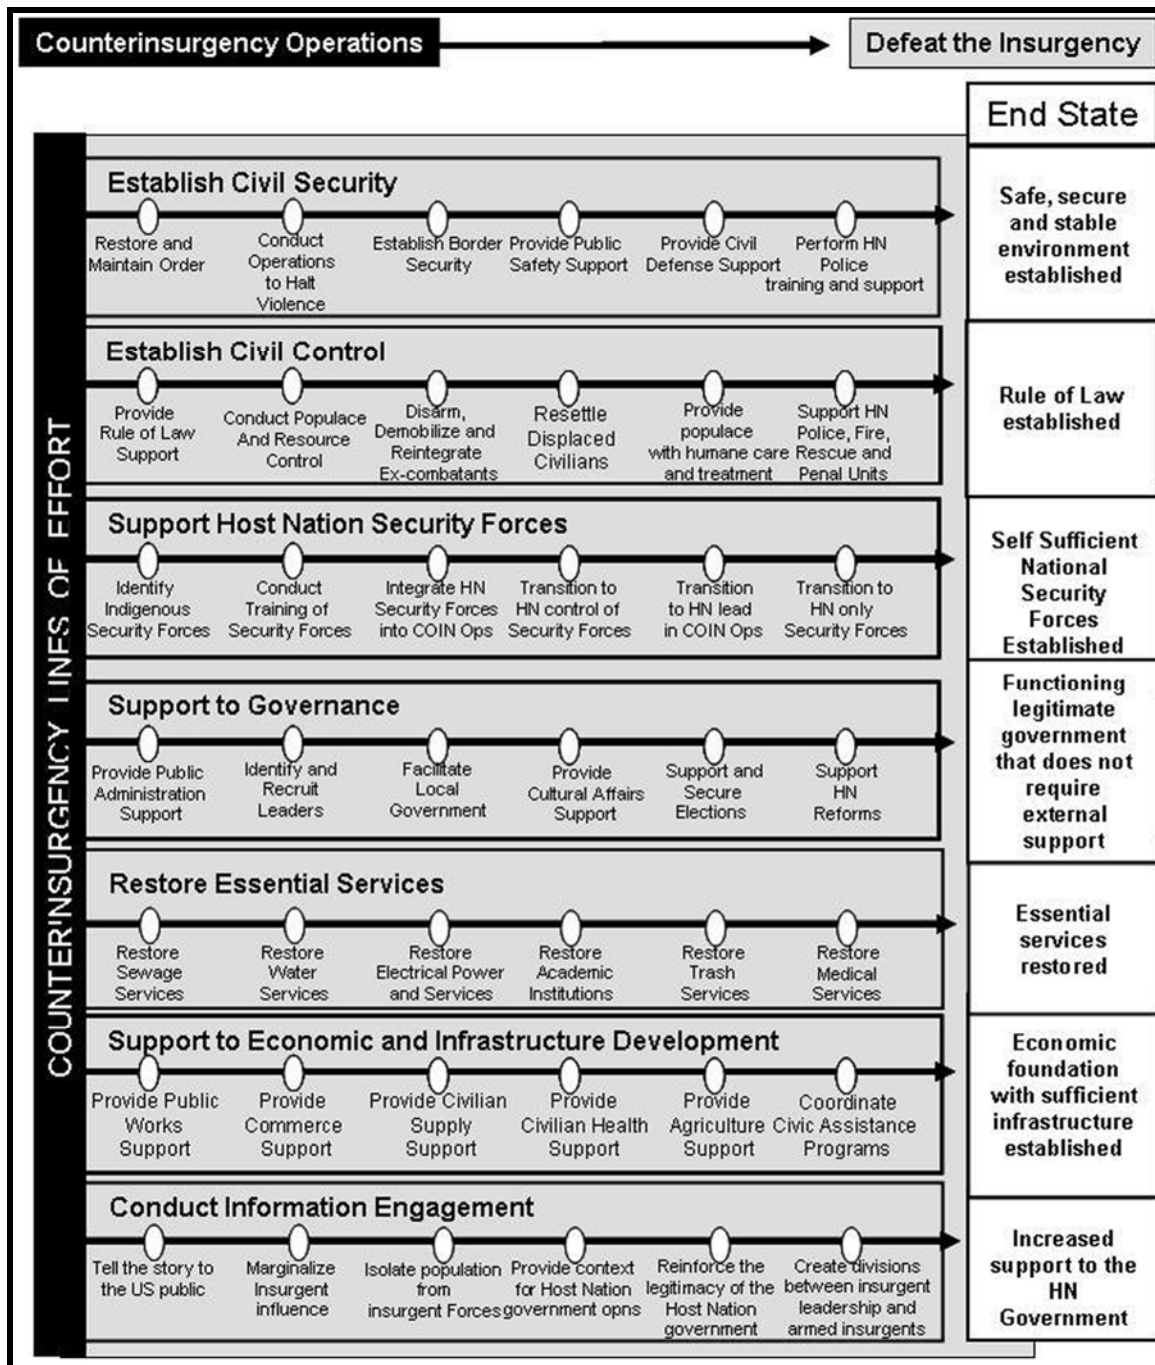 Counterinsurgency Operations
Defeat the Insurgency
End State
COUNTERINSURGENCY LINES OF EFFORT
Establish Civil Security
Restore and
Maintain Order
Conduct
Operations
to Halt
Violence
Establish Border
Security
Provide Public
Safety Support
Provide Civil
Defense Support
Perform HN
Police
training and support
Safe, secure
and stable
environment
established
Establish Civil Control
Provide
Rule of Law
Support
Conduct Populace
And Resource
Control
Disarm,
Demobilize and
Reintegrate
Ex-combatants
Resettle
Displaced
Civilians
Provide
populace
with humane care
and treatment
Support HN
Police, Fire,
Rescue and
Penal Units
Rule of Law
established
Support Host Nation Security Forces
Identify
Indigenous
Security Forces
Conduct
Training of
Security Forces
Integrate HN
Security Forces
into COIN Ops
Transition to
HN control of
Security Forces
Transition
to HN lead
in COIN Ops
Transition to
HN only
Security Forces
Self Sufficient
National
Security
Forces
Established
Support to Governance
Provide Public
Administration
Support
Identify and
Recruit
Leaders
Facilitate
Local
Government
Provide
Cultural Affairs
Support
Support and
Secure
Elections
Support
HN
Reforms
Functioning
legitimate
government
that does not
require
external
support
Restore Essential Services
Restore
Sewage
Services
Restore
Water
Services
Restore
Electrical Power
and Services
Restore
Academic
Institutions
Restore
Trash
Services
Restore
Medical
Services
Essential
services
restored
Support to Economic and Infrastructure Development
Provide Public
Works
Support
Provide
Commerce
Support
Provide Civilian
Supply
Support
Provide
Civilian Health
Support
Provide
Agriculture
Support
Coordinate
Civic Assistance
Programs
Economic
foundation
with sufficient
infrastructure
established
Conduct Information Engagement
Tell the story to
the US public
Marginalize
Insurgent
influence
Isolate population
from
insurgent Forces
Provide context
for Host Nation
government opns
Reinforce the
legitimacy of the
Host Nation
government
Create divisions
between insurgent
leadership and
armed insurgents
Increased
support to the
HN
Government